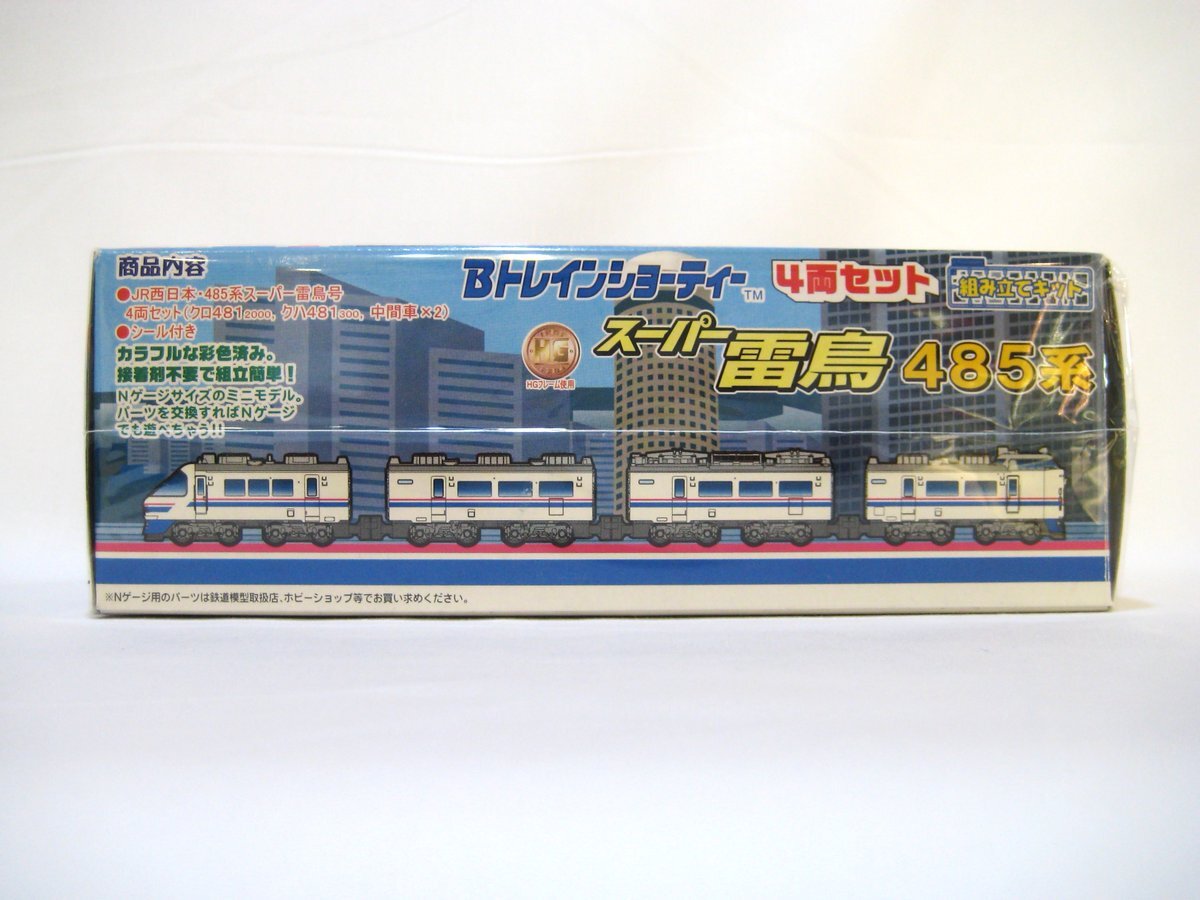 商品内容
●JR西日本・485系スーパー雷鳥号
4両セット(クロ481 2000, クハ481 300, 中間車×2)
●シール付き
カラフルな彩色済み。
接着剤不要で組立簡単!
Nゲージサイズのミニモデル。
パーツを交換すればNゲージ
でも遊べちゃう!!
Bトレインショーティー™ 4両セット 組み立てキット
HG
HGフレーム使用
スーパー雷鳥 485系
※Nゲージ用のパーツは鉄道模型取扱店、ホビーショップ等でお買い求めください。